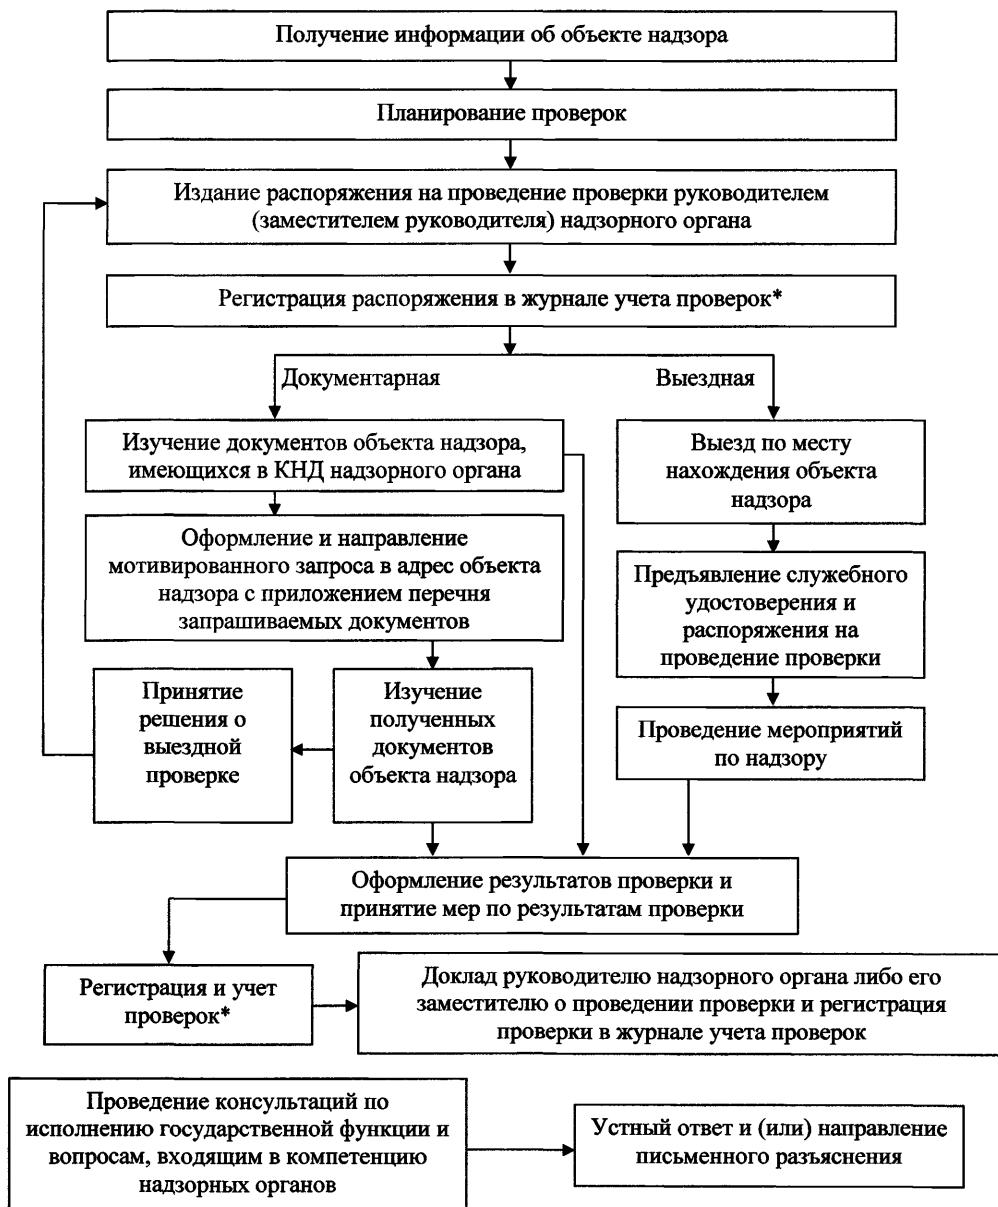 Получение информации об объекте надзора
Планирование проверок
Издание распоряжения на проведение проверки руководителем
(заместителем руководителя) надзорного органа
Регистрация распоряжения в журнале учета проверок*
Документарная
Выездная
Изучение документов объекта надзора,
имеющихся в КНД надзорного органа
Выезд по месту
нахождения объекта
надзора
Оформление и направление
мотивированного запроса в адрес объекта
надзора с приложением перечня
запрашиваемых документов
Предъявление служебного
удостоверения и
распоряжения на
проведение проверки
Принятие
решения о
выездной
проверке
Изучение
полученных
документов
объекта надзора
Проведение мероприятий
по надзору
Оформление результатов проверки и
принятие мер по результатам проверки
Регистрация и учет
проверок*
Доклад руководителю надзорного органа либо его
заместителю о проведении проверки и регистрация
проверки в журнале учета проверок
Проведение консультаций по
исполнению государственной функции и
вопросам, входящим в компетенцию
надзорных органов
Устный ответ и (или) направление
письменного разъяснения